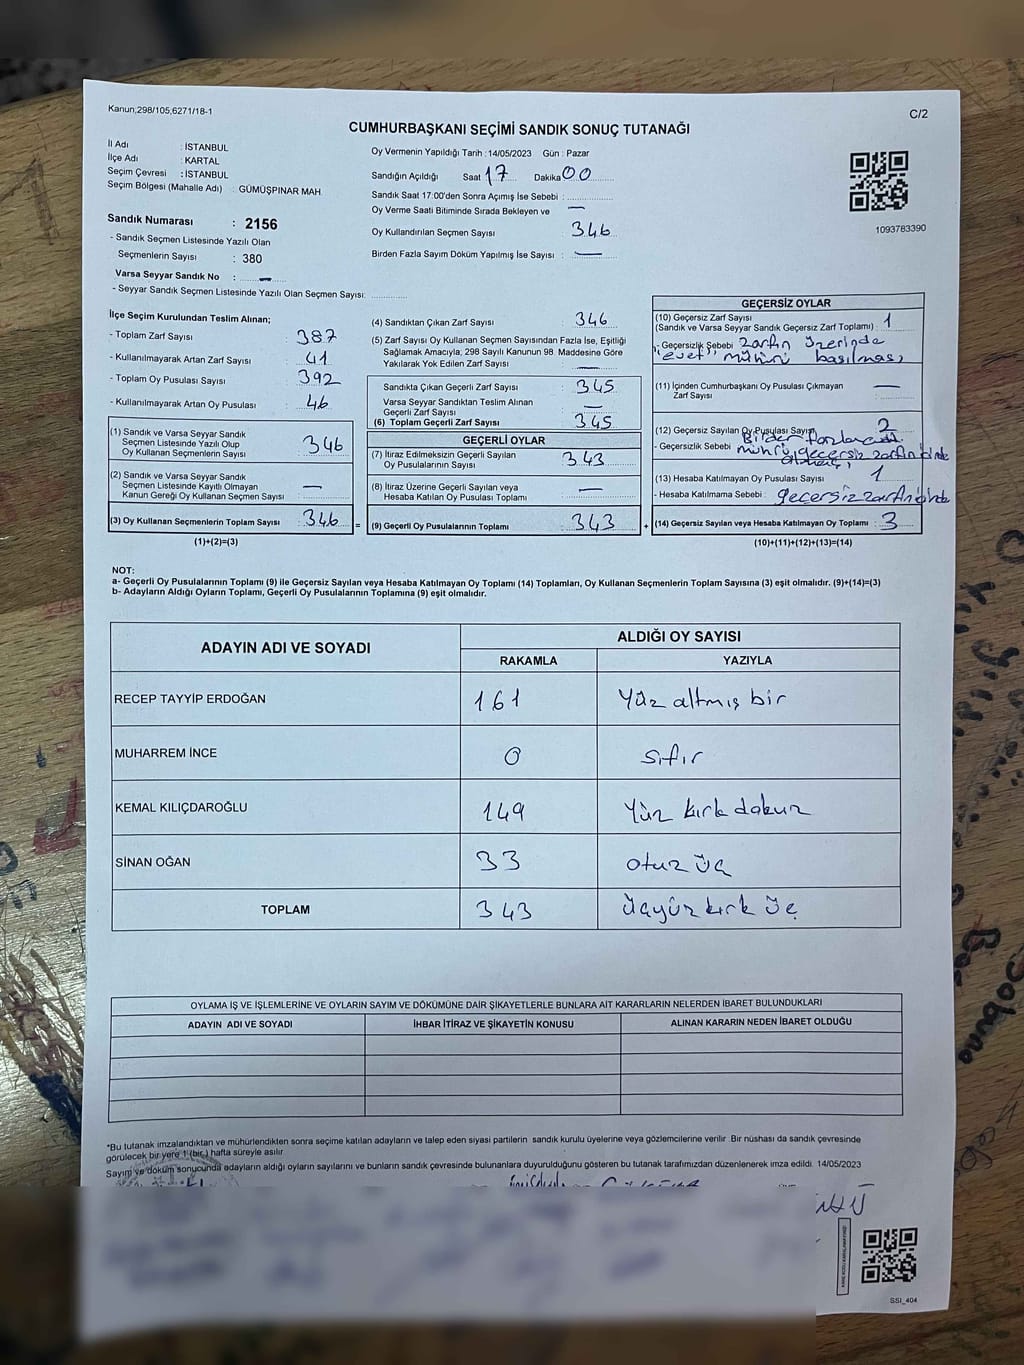 Kanun,298/105,6271/18-1
C/2
CUMHURBAŞKANI SEÇİMİ SANDIK SONUÇ TUTANAĞI
İl Adı : İSTANBUL
İlçe Adı : KARTAL
Seçim Çevresi : İSTANBUL
Seçim Bölgesi (Mahalle Adı) : GÜMÜŞPINAR MAH.
Sandık Numarası : 2156
- Sandık Seçmen Listesinde Yazılı Olan
Seçmenlerin Sayısı : 380
Varsa Seyyar Sandık No : —
- Seyyar Sandık Seçmen Listesinde Yazılı Olan Seçmen Sayısı:
Oy Vermenin Yapıldığı Tarih :14/05/2023 Gün : Pazar
Sandığın Açıldığı Saat 17 Dakika 00
Sandık Saat 17:00'den Sonra Açımış İse Sebebi :
Oy Verme Saati Bitiminde Sırada Bekleyen ve —
Oy Kullandırılan Seçmen Sayısı 346
Birden Fazla Sayım Döküm Yapılmış İse Sayısı : —
1093783390
İlçe Seçim Kurulundan Teslim Alınan;
- Toplam Zarf Sayısı 387
- Kullanılmayarak Artan Zarf Sayısı 41
- Toplam Oy Pusulası Sayısı 392
- Kullanılmayarak Artan Oy Pusulası 46
(1) Sandık ve Varsa Seyyar Sandık
Seçmen Listesinde Yazılı Olup
Oy Kullanan Seçmenlerin Sayısı 346
(2) Sandık ve Varsa Seyyar Sandık
Seçmen Listesinde Kayıtlı Olmayan
Kanun Gereği Oy Kullanan Seçmen Sayısı —
(3) Oy Kullanan Seçmenlerin Toplam Sayısı 346
(1)+(2)=(3)
=
(4) Sandıktan Çıkan Zarf Sayısı 346
(5) Zarf Sayısı Oy Kullanan Seçmen Sayısından Fazla İse, Eşitliği
Sağlamak Amacıyla; 298 Sayılı Kanunun 98. Maddesine Göre
Yakılarak Yok Edilen Zarf Sayısı : —
Sandıkta Çıkan Geçerli Zarf Sayısı : 345
Varsa Seyyar Sandıktan Teslim Alınan
Geçerli Zarf Sayısı : —
(6) Toplam Geçerli Zarf Sayısı : 345
GEÇERLİ OYLAR
(7) İtiraz Edilmeksizin Geçerli Sayılan
Oy Pusulalarının Sayısı : 343
(8) İtiraz Üzerine Geçerli Sayılan veya
Hesaba Katılan Oy Pusulası Toplamı : —
(9) Geçerli Oy Pusulalarının Toplamı : 343
+
GEÇERSİZ OYLAR
(10) Geçersiz Zarf Sayısı
(Sandık ve Varsa Seyyar Sandık Geçersiz Zarf Toplamı) : 1
- Geçersizlik Sebebi : zarfın üzerinde
"evet" mührü basılması
(11) İçinden Cumhurbaşkanı Oy Pusulası Çıkmayan
Zarf Sayısı : —
(12) Geçersiz Sayılan Oy Pusulası Sayısı 2
- Geçersizlik Sebebi
mührü geçersiz zarfın içinde
(13) Hesaba Katılmayan Oy Pusulası Sayısı : 1
- Hesaba Katılmama Sebebi : geçersiz zarfın içinde
(14) Geçersiz Sayılan veya Hesaba Katılmayan Oy Toplamı : 3
(10)+(11)+(12)+(13)=(14)
NOT:
a- Geçerli Oy Pusulalarının Toplamı (9) ile Geçersiz Sayılan veya Hesaba Katılmayan Oy Toplamı (14) Toplamları, Oy Kullanan Seçmenlerin Toplam Sayısına (3) eşit olmalıdır. (9)+(14)=(3)
b- Adayların Aldığı Oyların Toplamı, Geçerli Oy Pusulalarının Toplamına (9) eşit olmalıdır.
ADAYIN ADI VE SOYADI
ALDIĞI OY SAYISI
RAKAMLA YAZIYLA
RECEP TAYYİP ERDOĞAN 161 Yüz altmış bir
MUHARREM İNCE 0 sıfır
KEMAL KILIÇDAROĞLU 149 Yüz kırk dokuz
SİNAN OĞAN 33 otuz üç
TOPLAM 343 üçyüz kırk üç
OYLAMA İŞ VE İŞLEMLERİNE VE OYLARIN SAYIM VE DÖKÜMÜNE DAİR ŞİKAYETLERLE BUNLARA AİT KARARLARIN NELERDEN İBARET BULUNDUKLARI
ADAYIN ADI VE SOYADI İHBAR İTİRAZ VE ŞİKAYETİN KONUSU ALINAN KARARIN NEDEN İBARET OLDUĞU
*Bu tutanak imzalandıktan ve mühürlendikten sonra seçime katılan adayların ve talep eden siyasi partilerin sandık kurulu üyelerine veya gözlemcilerine verilir .Bir nüshası da sandık çevresinde
görülecek bir yere 1 (bir) hafta süreyle asılır
Sayım ve döküm sonucunda adayların aldığı oyların sayılarını ve bunların sandık çevresinde bulunanlara duyurulduğunu gösteren bu tutanak tarafımızdan düzenlenerek imza edildi. 14/05/2023
SSI_404